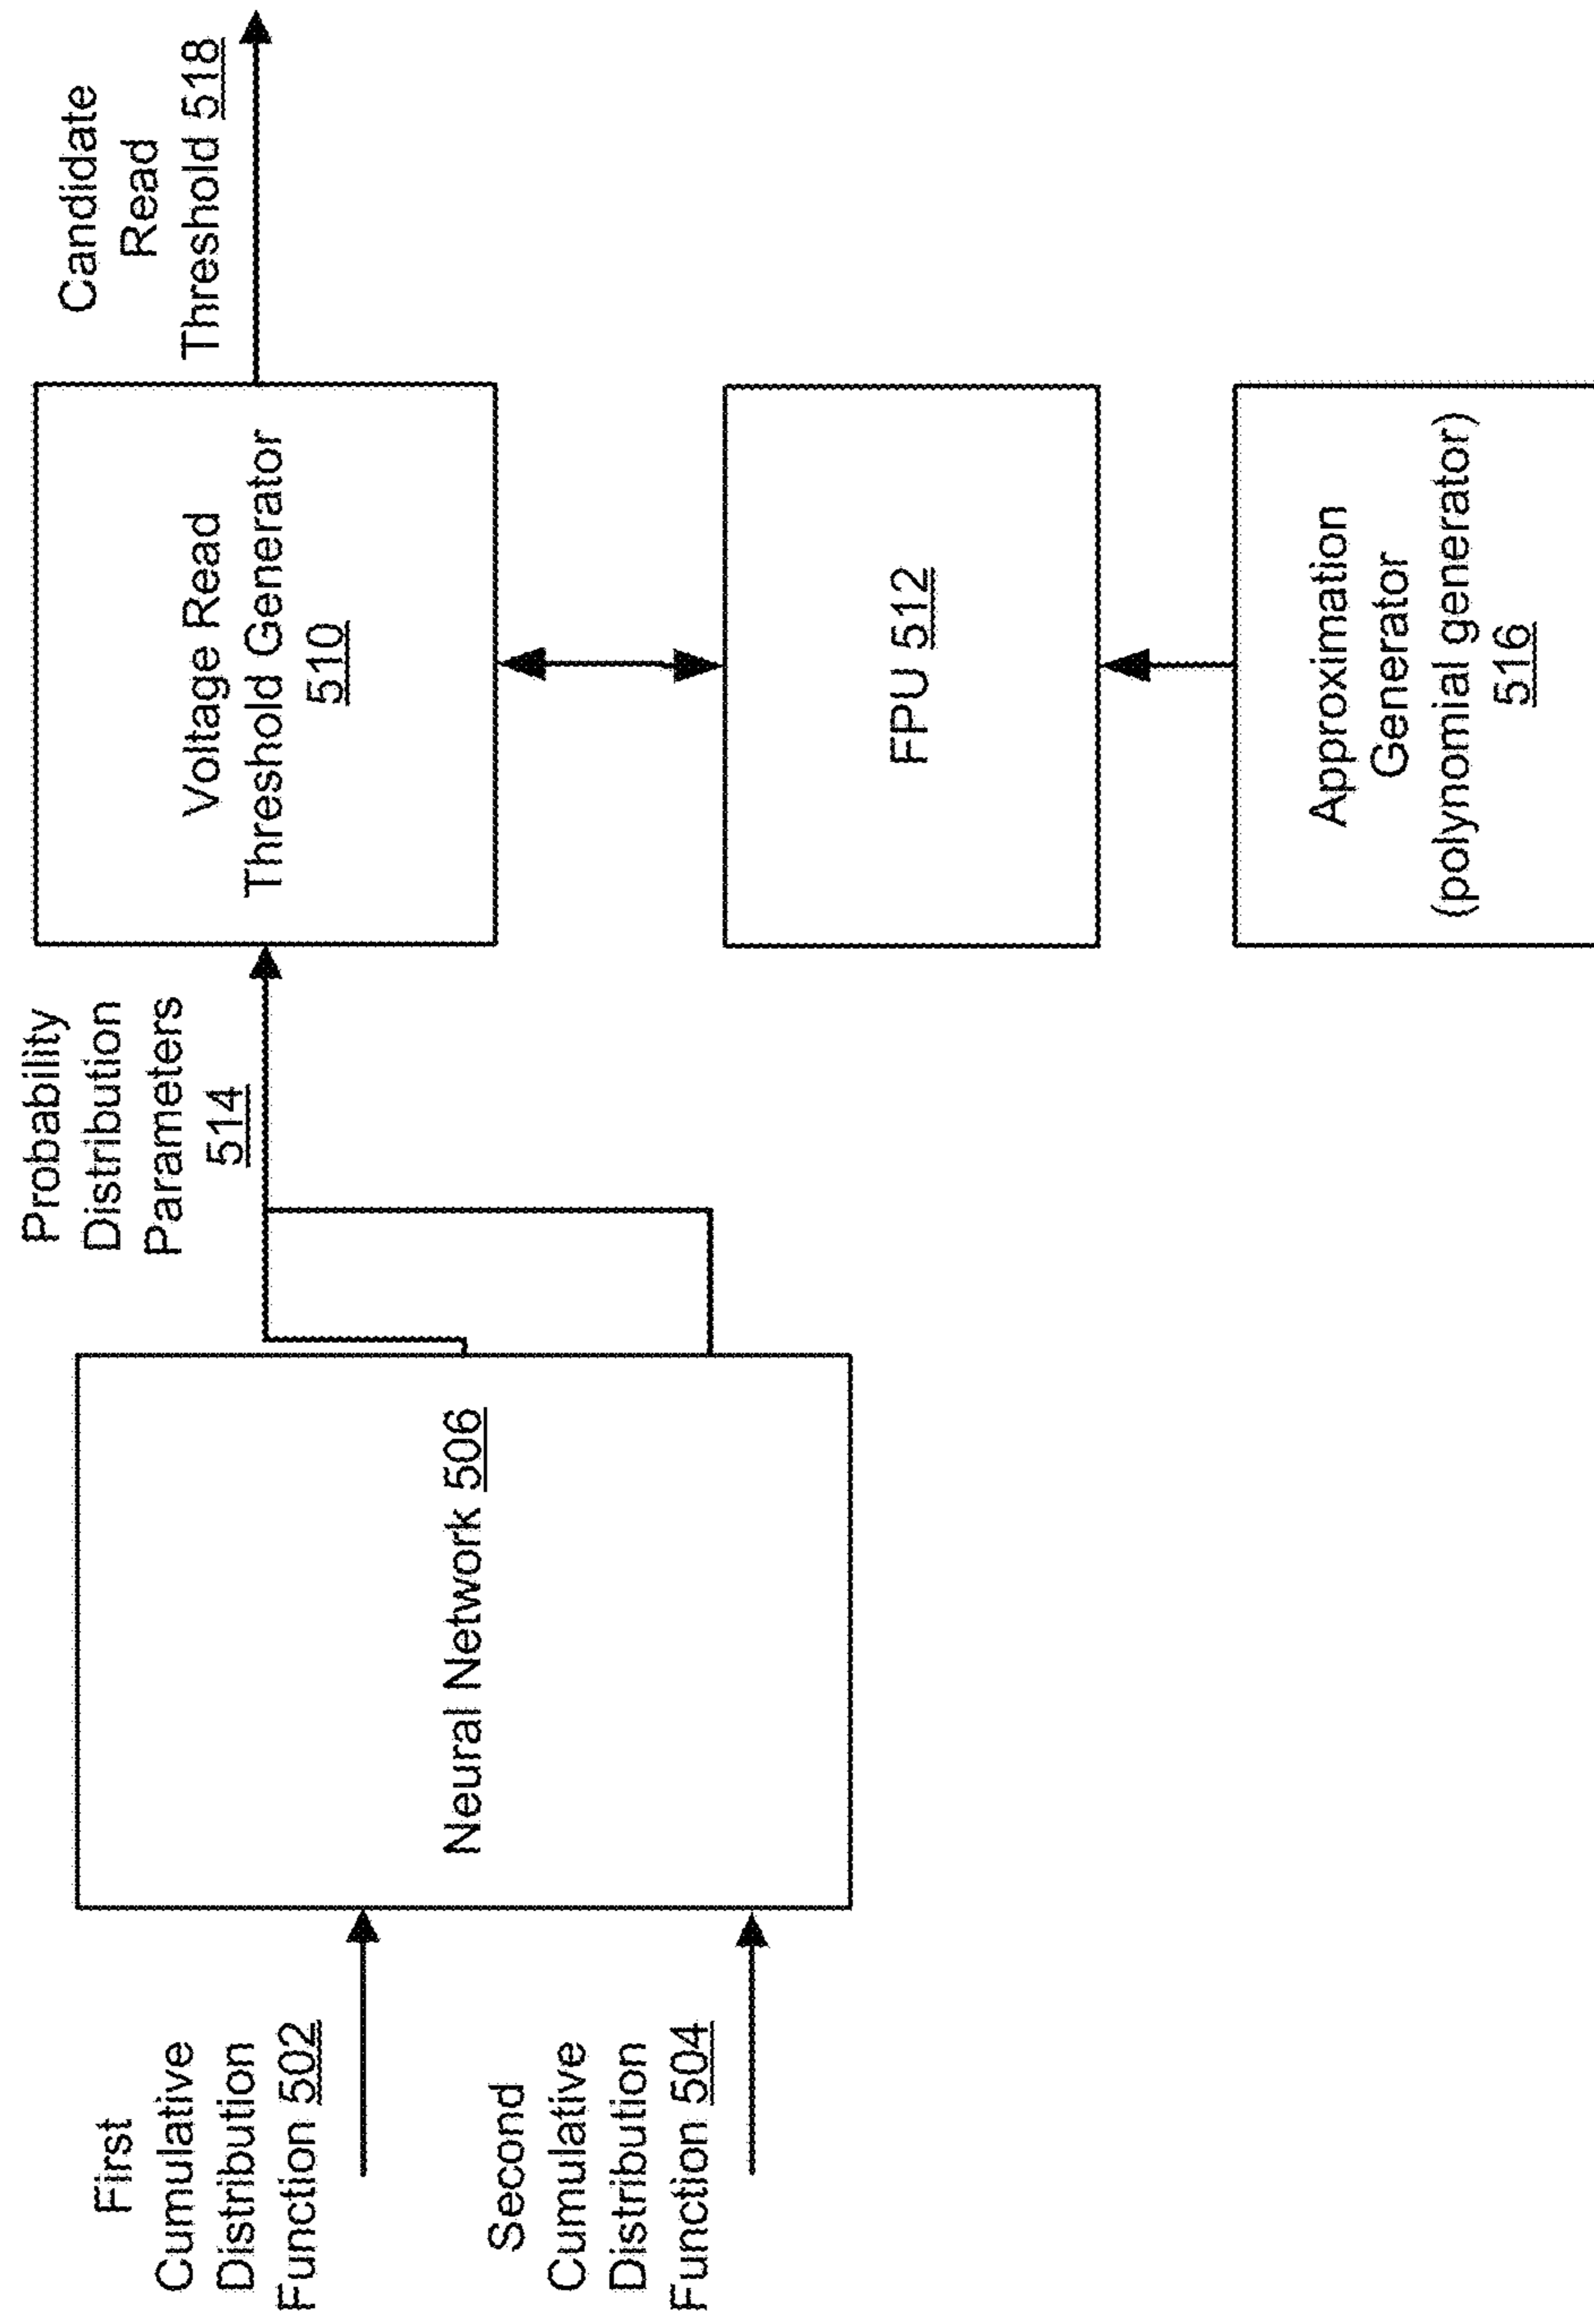 First
Cumulative
Distribution
Function 502
Second
Cumulative
Distribution
Function 504
Neural Network 506
Probability
Distribution
Parameters
514
Voltage Read
Threshold Generator
510
FPU 512
Approximation
Generator
(polynomial generator)
516
Candidate
Read
Threshold 518